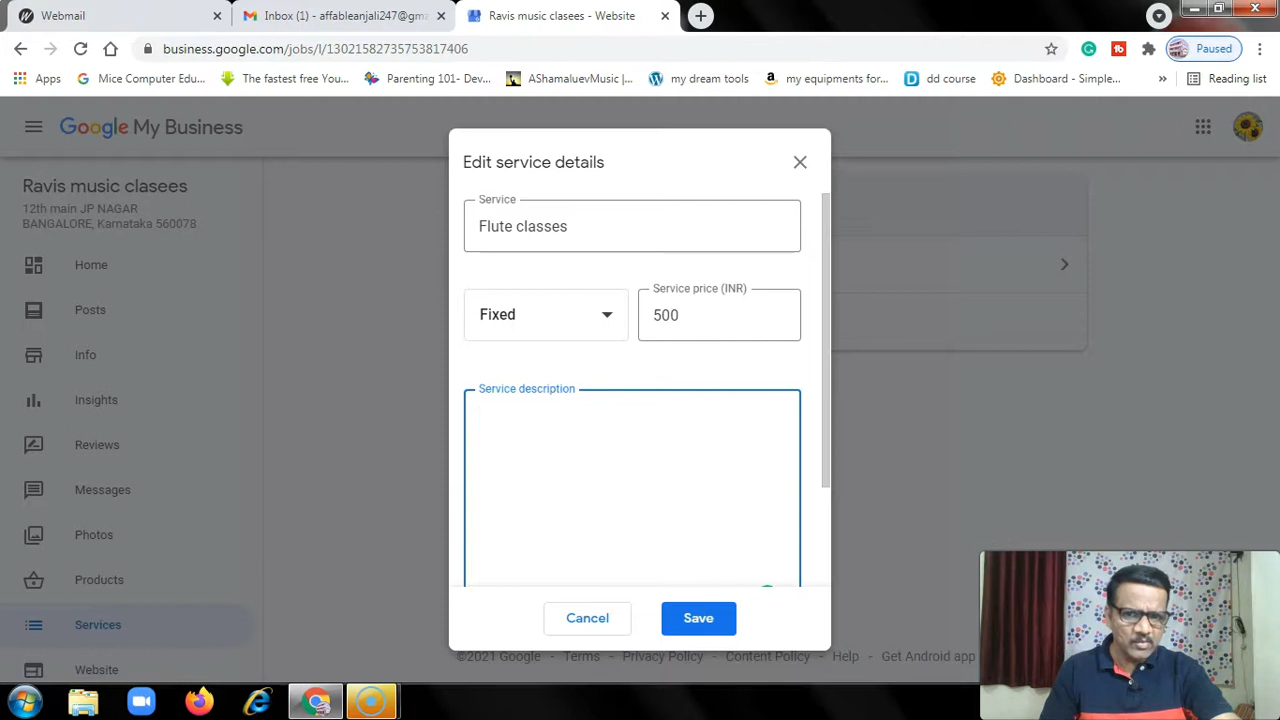 Webmail
Inbox (1) - affableanjali247@gma
Ravis music clasees - Website
business.google.com/jobs/l/13021582735753817406
Paused
Apps
Mice Computer Edu...
The fastest free You...
Parenting 101- Dev...
AShamaluevMusic |...
my dream tools
my equipments for...
dd course
Dashboard - Simple...
»
Reading list
Google My Business
Ravis music clasees
12th main JP NAGAR
BANGALORE, Karnataka 560078
Home
Posts
Info
Insights
Reviews
Messages
Photos
Products
Services
Website
Edit service details
Service
Flute classes
Fixed
Service price (INR)
500
Service description
Cancel
Save
©2021 Google - Terms - Privacy Policy - Content Policy - Help - Get Android app